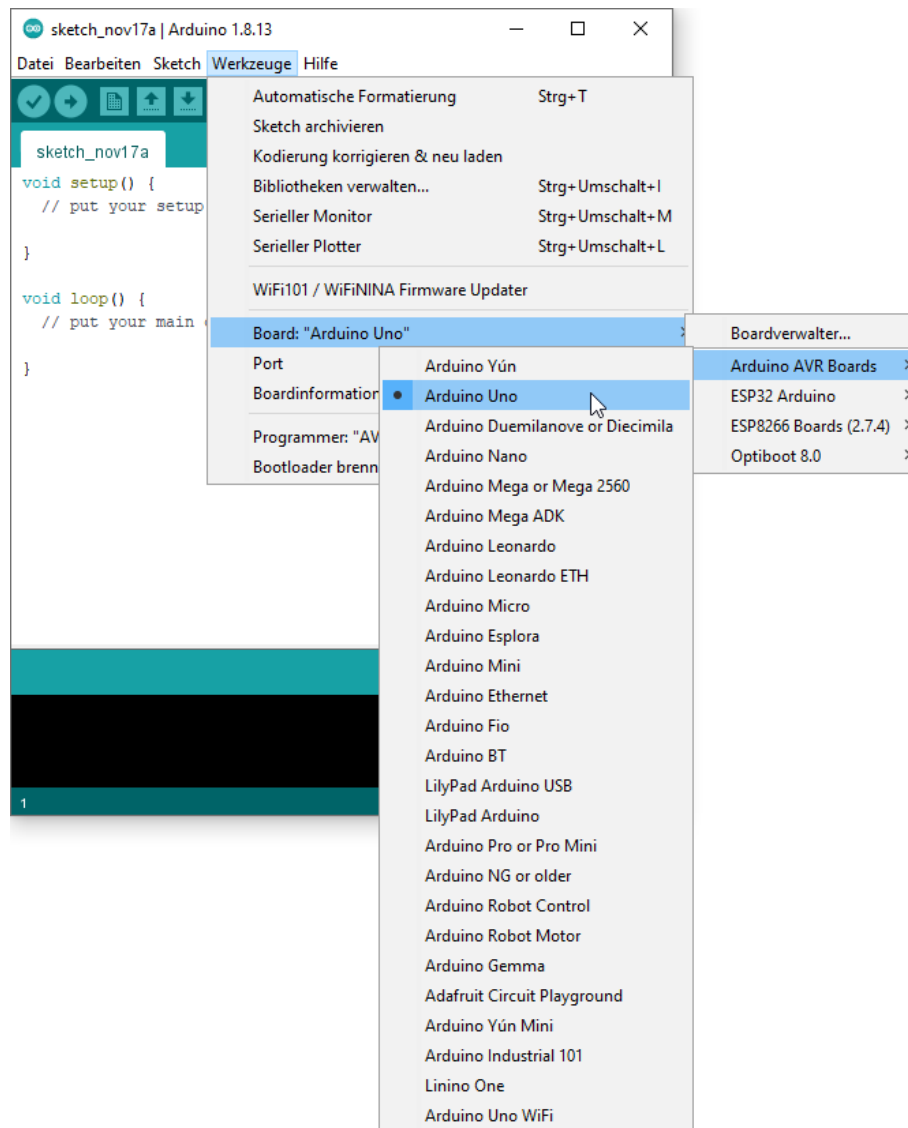 sketch_nov17a | Arduino 1.8.13
Datei Bearbeiten Sketch Werkzeuge Hilfe
sketch_nov17a
void setup() {
// put your setup
}
void loop() {
// put your main
}
1
Automatische Formatierung Strg+T
Sketch archivieren
Kodierung korrigieren & neu laden
Bibliotheken verwalten... Strg+Umschalt+I
Serieller Monitor Strg+Umschalt+M
Serieller Plotter Strg+Umschalt+L
WiFi101 / WiFiNINA Firmware Updater
Board: "Arduino Uno"
Port
Boardinformation
Programmer: "AV
Bootloader brenn
Boardverwalter...
Arduino AVR Boards
ESP32 Arduino
ESP8266 Boards (2.7.4)
Optiboot 8.0
Arduino Yún
Arduino Uno
Arduino Duemilanove or Diecimila
Arduino Nano
Arduino Mega or Mega 2560
Arduino Mega ADK
Arduino Leonardo
Arduino Leonardo ETH
Arduino Micro
Arduino Esplora
Arduino Mini
Arduino Ethernet
Arduino Fio
Arduino BT
LilyPad Arduino USB
LilyPad Arduino
Arduino Pro or Pro Mini
Arduino NG or older
Arduino Robot Control
Arduino Robot Motor
Arduino Gemma
Adafruit Circuit Playground
Arduino Yún Mini
Arduino Industrial 101
Linino One
Arduino Uno WiFi